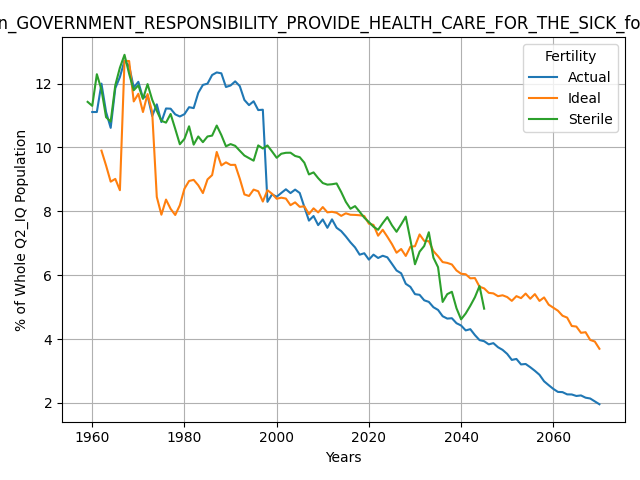 n_GOVERNMENT_RESPONSIBILITY_PROVIDE_HEALTH_CARE_FOR_THE_SICK_fo
Fertility
Actual
Ideal
Sterile
% of Whole Q2_IQ Population
12
10
8
6
4
2
1960
1980
2000
2020
2040
2060
Years